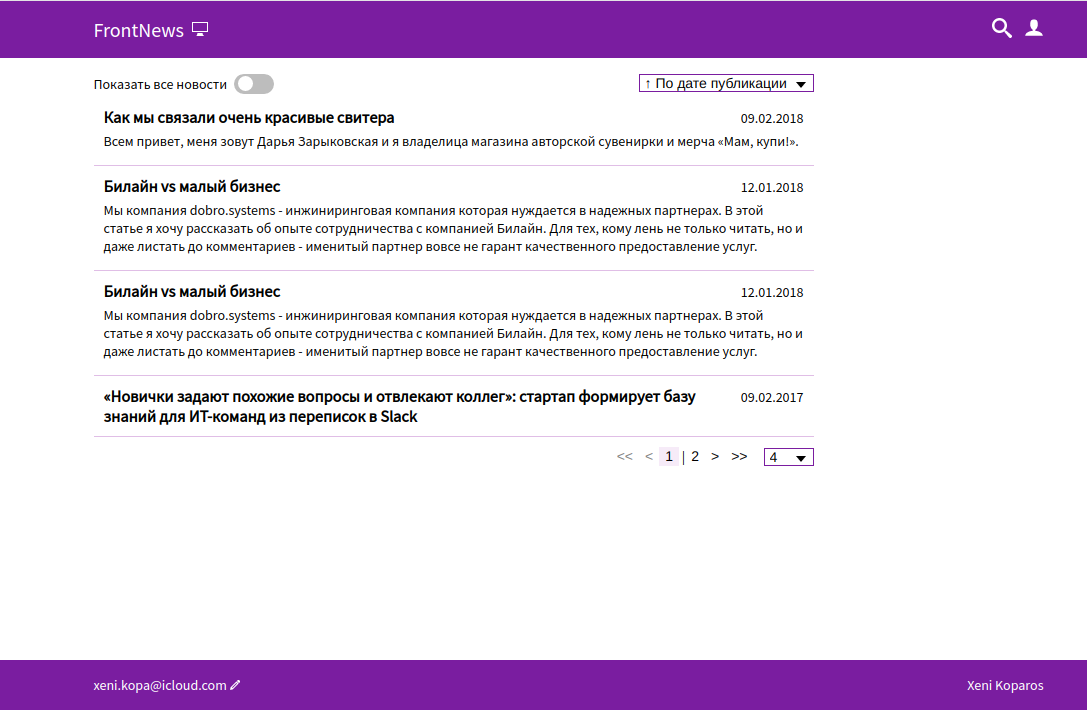 FrontNews
Показать все новости
↑ По дате публикации
Как мы связали очень красивые свитера
09.02.2018
Всем привет, меня зовут Дарья Зарыковская и я владелица магазина авторской сувенирки и мерча «Мам, купи!».
Билайн vs малый бизнес
12.01.2018
Мы компания dobro.systems - инжиниринговая компания которая нуждается в надежных партнерах. В этой
статье я хочу рассказать об опыте сотрудничества с компанией Билайн. Для тех, кому лень не только читать, но и
даже листать до комментариев - именитый партнер вовсе не гарант качественного предоставление услуг.
Билайн vs малый бизнес
12.01.2018
Мы компания dobro.systems - инжиниринговая компания которая нуждается в надежных партнерах. В этой
статье я хочу рассказать об опыте сотрудничества с компанией Билайн. Для тех, кому лень не только читать, но и
даже листать до комментариев - именитый партнер вовсе не гарант качественного предоставление услуг.
«Новички задают похожие вопросы и отвлекают коллег»: стартап формирует базу
знаний для ИТ-команд из переписок в Slack
09.02.2017
<< < 1 | 2 > >> 4
xeni.kopa@icloud.com
Xeni Koparos